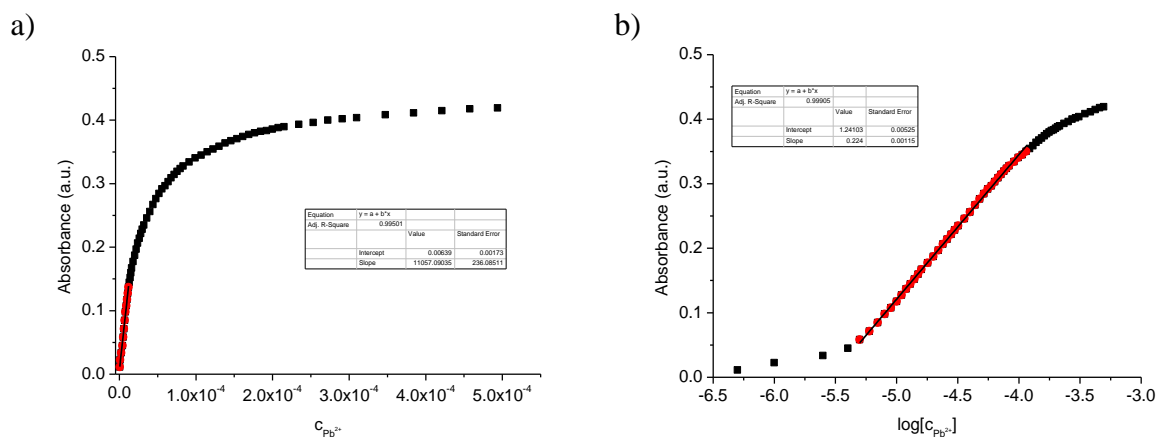 a)
0.5
0.4
0.3
0.2
0.1
0.0
Absorbance (a.u.)
Equation y = a + b*x
Adj. R-Square 0.99501
Value Standard Error
Intercept 0.00639 0.00173
Slope 11057.09035 236.08511
0.0 1.0x10⁻⁴ 2.0x10⁻⁴ 3.0x10⁻⁴ 4.0x10⁻⁴ 5.0x10⁻⁴
c_Pb²⁺
b)
0.5
0.4
0.3
0.2
0.1
0.0
Absorbance (a.u.)
Equation y = a + b*x
Adj. R-Square 0.99905
Value Standard Error
Intercept 1.24103 0.00525
Slope 0.224 0.00115
-6.5 -6.0 -5.5 -5.0 -4.5 -4.0 -3.5 -3.0
log[c_Pb²⁺]